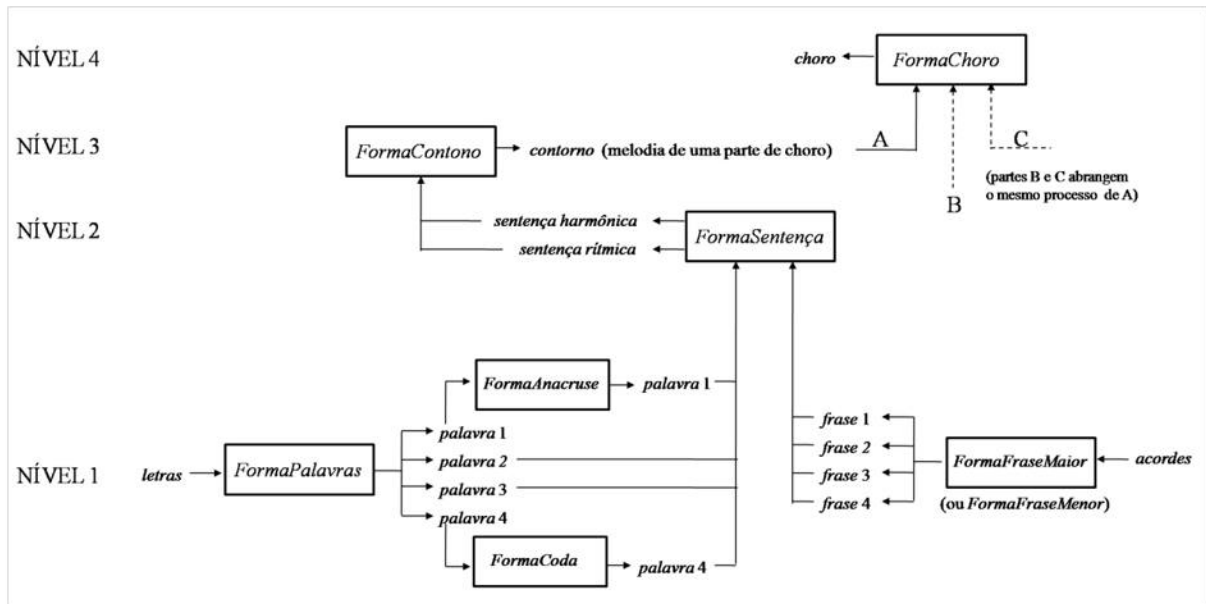 NÍVEL 4
choro
FormaChoro
NÍVEL 3
FormaContono
contorno (melodia de uma parte de choro)
A
C
(partes B e C abrangem
o mesmo processo de A)
B
NÍVEL 2
sentença harmônica
sentença rítmica
FormaSentença
FormaAnacruse
palavra 1
NÍVEL 1
letras
FormaPalavras
palavra 1
palavra 2
palavra 3
palavra 4
FormaCoda
palavra 4
frase 1
frase 2
frase 3
frase 4
FormaFraseMaior
(ou FormaFraseMenor)
acordes